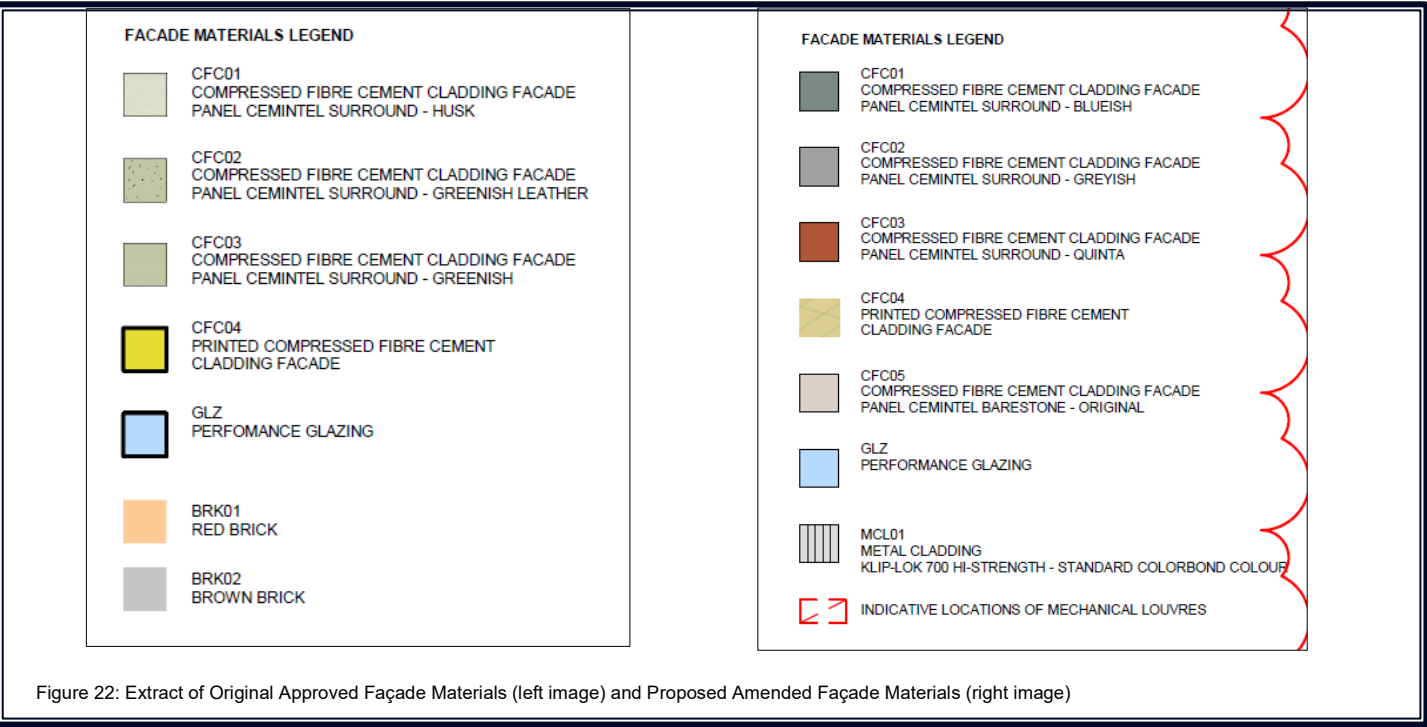 FACADE MATERIALS LEGEND
CFC01
COMPRESSED FIBRE CEMENT CLADDING FACADE
PANEL CEMINTEL SURROUND - HUSK
CFC02
COMPRESSED FIBRE CEMENT CLADDING FACADE
PANEL CEMINTEL SURROUND - GREENISH LEATHER
CFC03
COMPRESSED FIBRE CEMENT CLADDING FACADE
PANEL CEMINTEL SURROUND - GREENISH
CFC04
PRINTED COMPRESSED FIBRE CEMENT
CLADDING FACADE
GLZ
PERFOMANCE GLAZING
BRK01
RED BRICK
BRK02
BROWN BRICK
FACADE MATERIALS LEGEND
CFC01
COMPRESSED FIBRE CEMENT CLADDING FACADE
PANEL CEMINTEL SURROUND - BLUEISH
CFC02
COMPRESSED FIBRE CEMENT CLADDING FACADE
PANEL CEMINTEL SURROUND - GREYISH
CFC03
COMPRESSED FIBRE CEMENT CLADDING FACADE
PANEL CEMINTEL SURROUND - QUINTA
CFC04
PRINTED COMPRESSED FIBRE CEMENT
CLADDING FACADE
CFC05
COMPRESSED FIBRE CEMENT CLADDING FACADE
PANEL CEMINTEL BARESTONE - ORIGINAL
GLZ
PERFORMANCE GLAZING
MCL01
METAL CLADDING
KLIP-LOK 700 HI-STRENGTH - STANDARD COLORBOND COLOUR
INDICATIVE LOCATIONS OF MECHANICAL LOUVRES
Figure 22: Extract of Original Approved Façade Materials (left image) and Proposed Amended Façade Materials (right image)